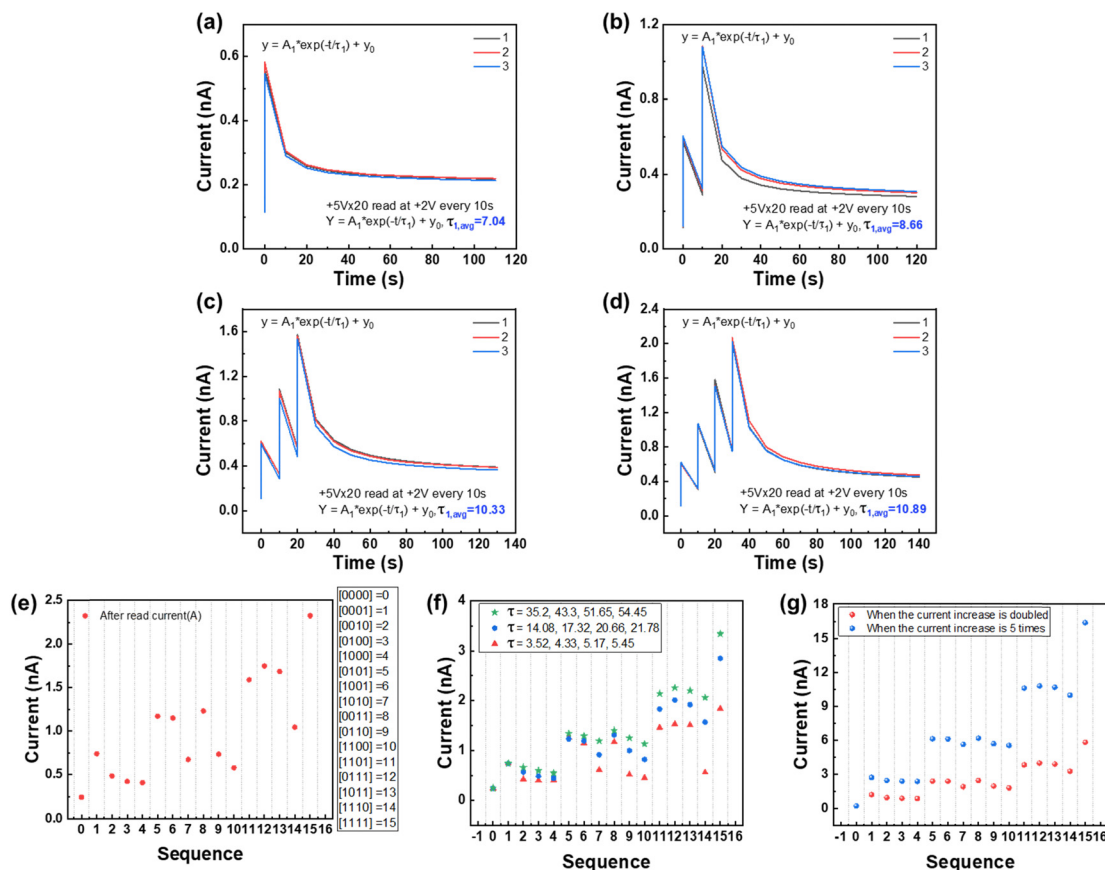 (a)
y = A₁*exp(-t/τ₁) + y₀
1
2
3
0.6
0.4
0.2
0.0
Current (nA)
+5Vx20 read at +2V every 10s
Y = A₁*exp(-t/τ₁) + y₀, τ₁,avg=7.04
0 20 40 60 80 100 120
Time (s)
(b)
y = A₁*exp(-t/τ₁) + y₀
1
2
3
1.2
0.9
0.6
0.3
0.0
Current (nA)
+5Vx20 read at +2V every 10s
Y = A₁*exp(-t/τ₁) + y₀, τ₁,avg=8.66
0 20 40 60 80 100 120
Time (s)
(c)
y = A₁*exp(-t/τ₁) + y₀
1
2
3
1.6
1.2
0.8
0.4
0.0
Current (nA)
+5Vx20 read at +2V every 10s
Y = A₁*exp(-t/τ₁) + y₀, τ₁,avg=10.33
0 20 40 60 80 100 120 140
Time (s)
(d)
y = A₁*exp(-t/τ₁) + y₀
1
2
3
2.4
2.0
1.6
1.2
0.8
0.4
0.0
Current (nA)
+5Vx20 read at +2V every 10s
Y = A₁*exp(-t/τ₁) + y₀, τ₁,avg=10.89
0 20 40 60 80 100 120 140
Time (s)
(e)
After read current(A)
2.5
2.0
1.5
1.0
0.5
0.0
Current (nA)
0 1 2 3 4 5 6 7 8 9 10 11 12 13 14 15 16
Sequence
[0000] =0
[0001] =1
[0010] =2
[0100] =3
[1000] =4
[0101] =5
[1001] =6
[1010] =7
[0011] =8
[0110] =9
[1100] =10
[1101] =11
[0111] =12
[1011] =13
[1110] =14
[1111] =15
(f)
τ = 35.2, 43.3, 51.65, 54.45
τ = 14.08, 17.32, 20.66, 21.78
τ = 3.52, 4.33, 5.17, 5.45
4
3
2
1
0
Current (nA)
-1 0 1 2 3 4 5 6 7 8 9 10 11 12 13 14 15 16
Sequence
(g)
When the current increase is doubled
When the current increase is 5 times
18
15
12
9
6
3
0
Current (nA)
-1 0 1 2 3 4 5 6 7 8 9 10 11 12 13 14 15 16
Sequence